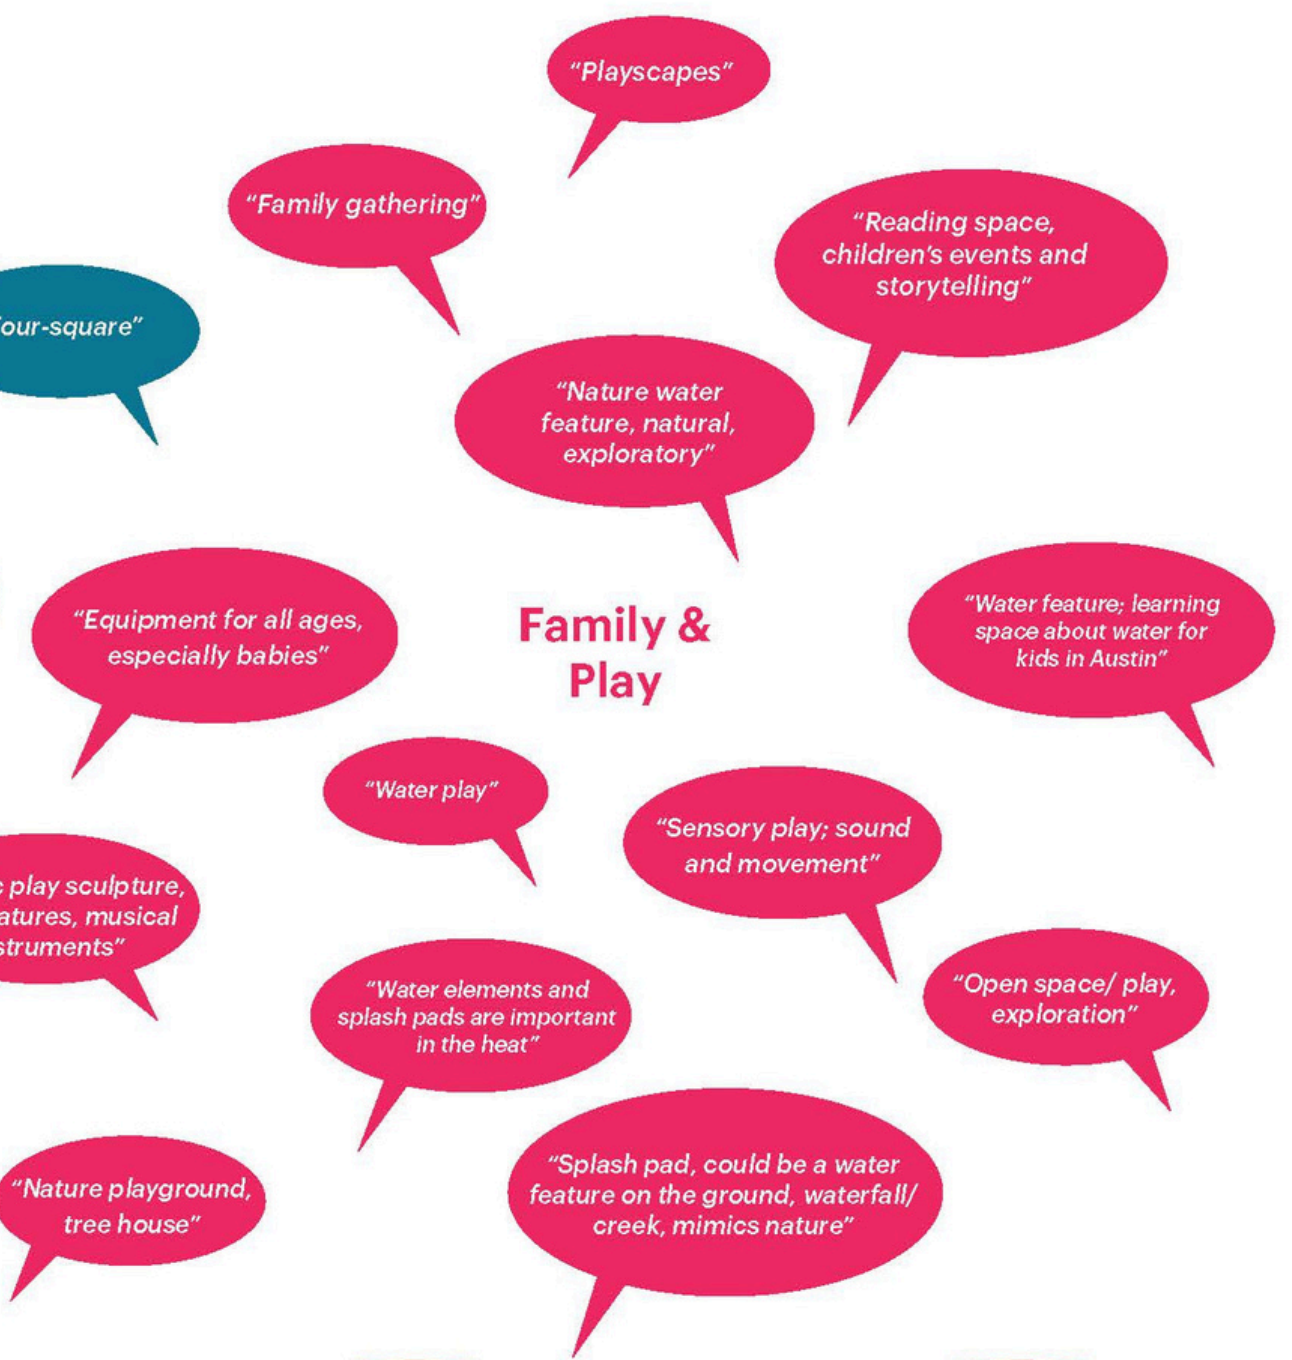 “Playscapes”
“Family gathering”
“Reading space,
children’s events and
storytelling”
our-square”
“Nature water
feature, natural,
exploratory”
“Equipment for all ages,
especially babies”
Family &
Play
“Water feature; learning
space about water for
kids in Austin”
“Water play”
“Sensory play; sound
and movement”
play sculpture,
atures, musical
struments”
“Water elements and
splash pads are important
in the heat”
“Open space/ play,
exploration”
“Nature playground,
tree house”
“Splash pad, could be a water
feature on the ground, waterfall/
creek, mimics nature”